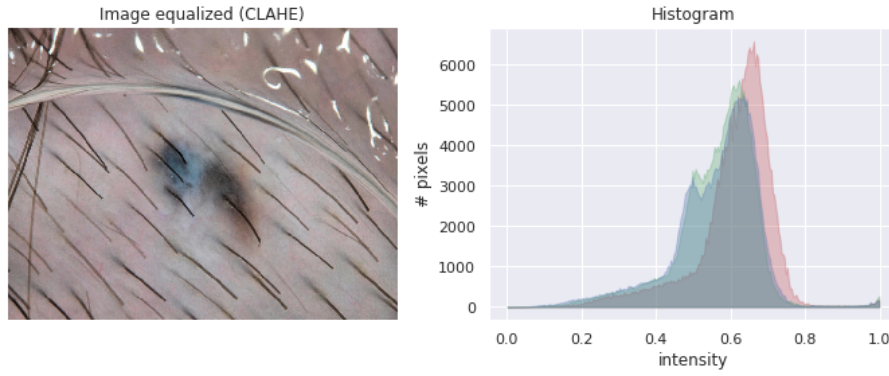 Image equalized (CLAHE)
Histogram
# pixels
6000
5000
4000
3000
2000
1000
0
0.0 0.2 0.4 0.6 0.8 1.0
intensity